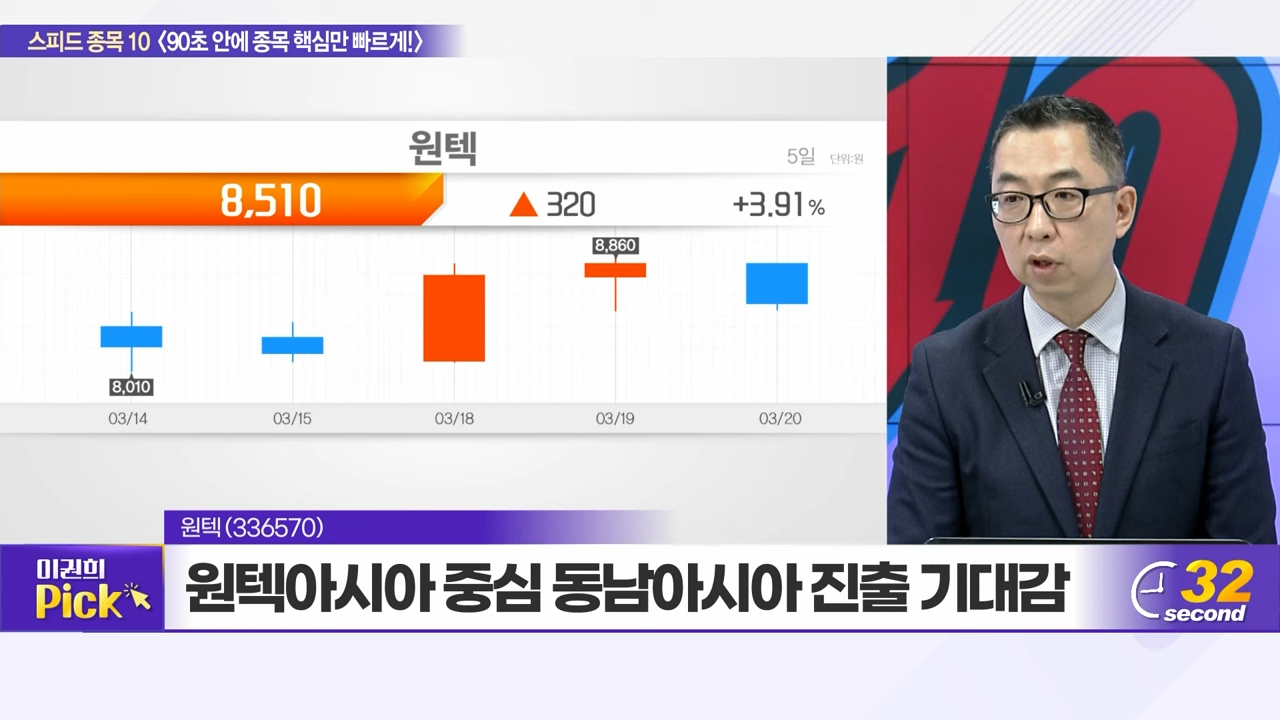 스피드 종목 10 〈90초 안에 종목 핵심만 빠르게!〉
원텍
5일 단위:원
8,510 ▲ 320 +3.91%
8,860
8,010
03/14 03/15 03/18 03/19 03/20
원텍(336570)
이권희
Pick
원텍아시아 중심 동남아시아 진출 기대감
32
second